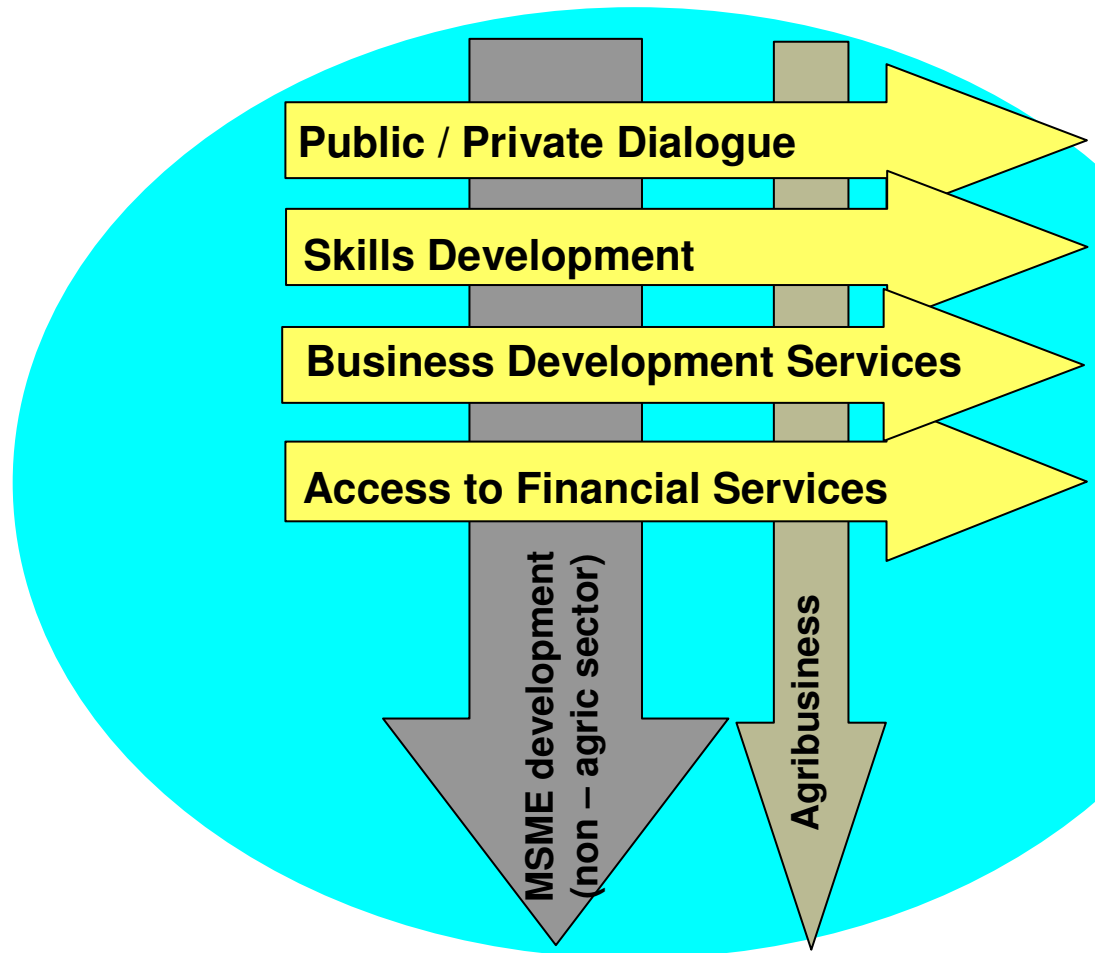 Public / Private Dialogue
Skills Development
Business Development Services
Access to Financial Services
MSME development
(non – agric sector)
Agribusiness